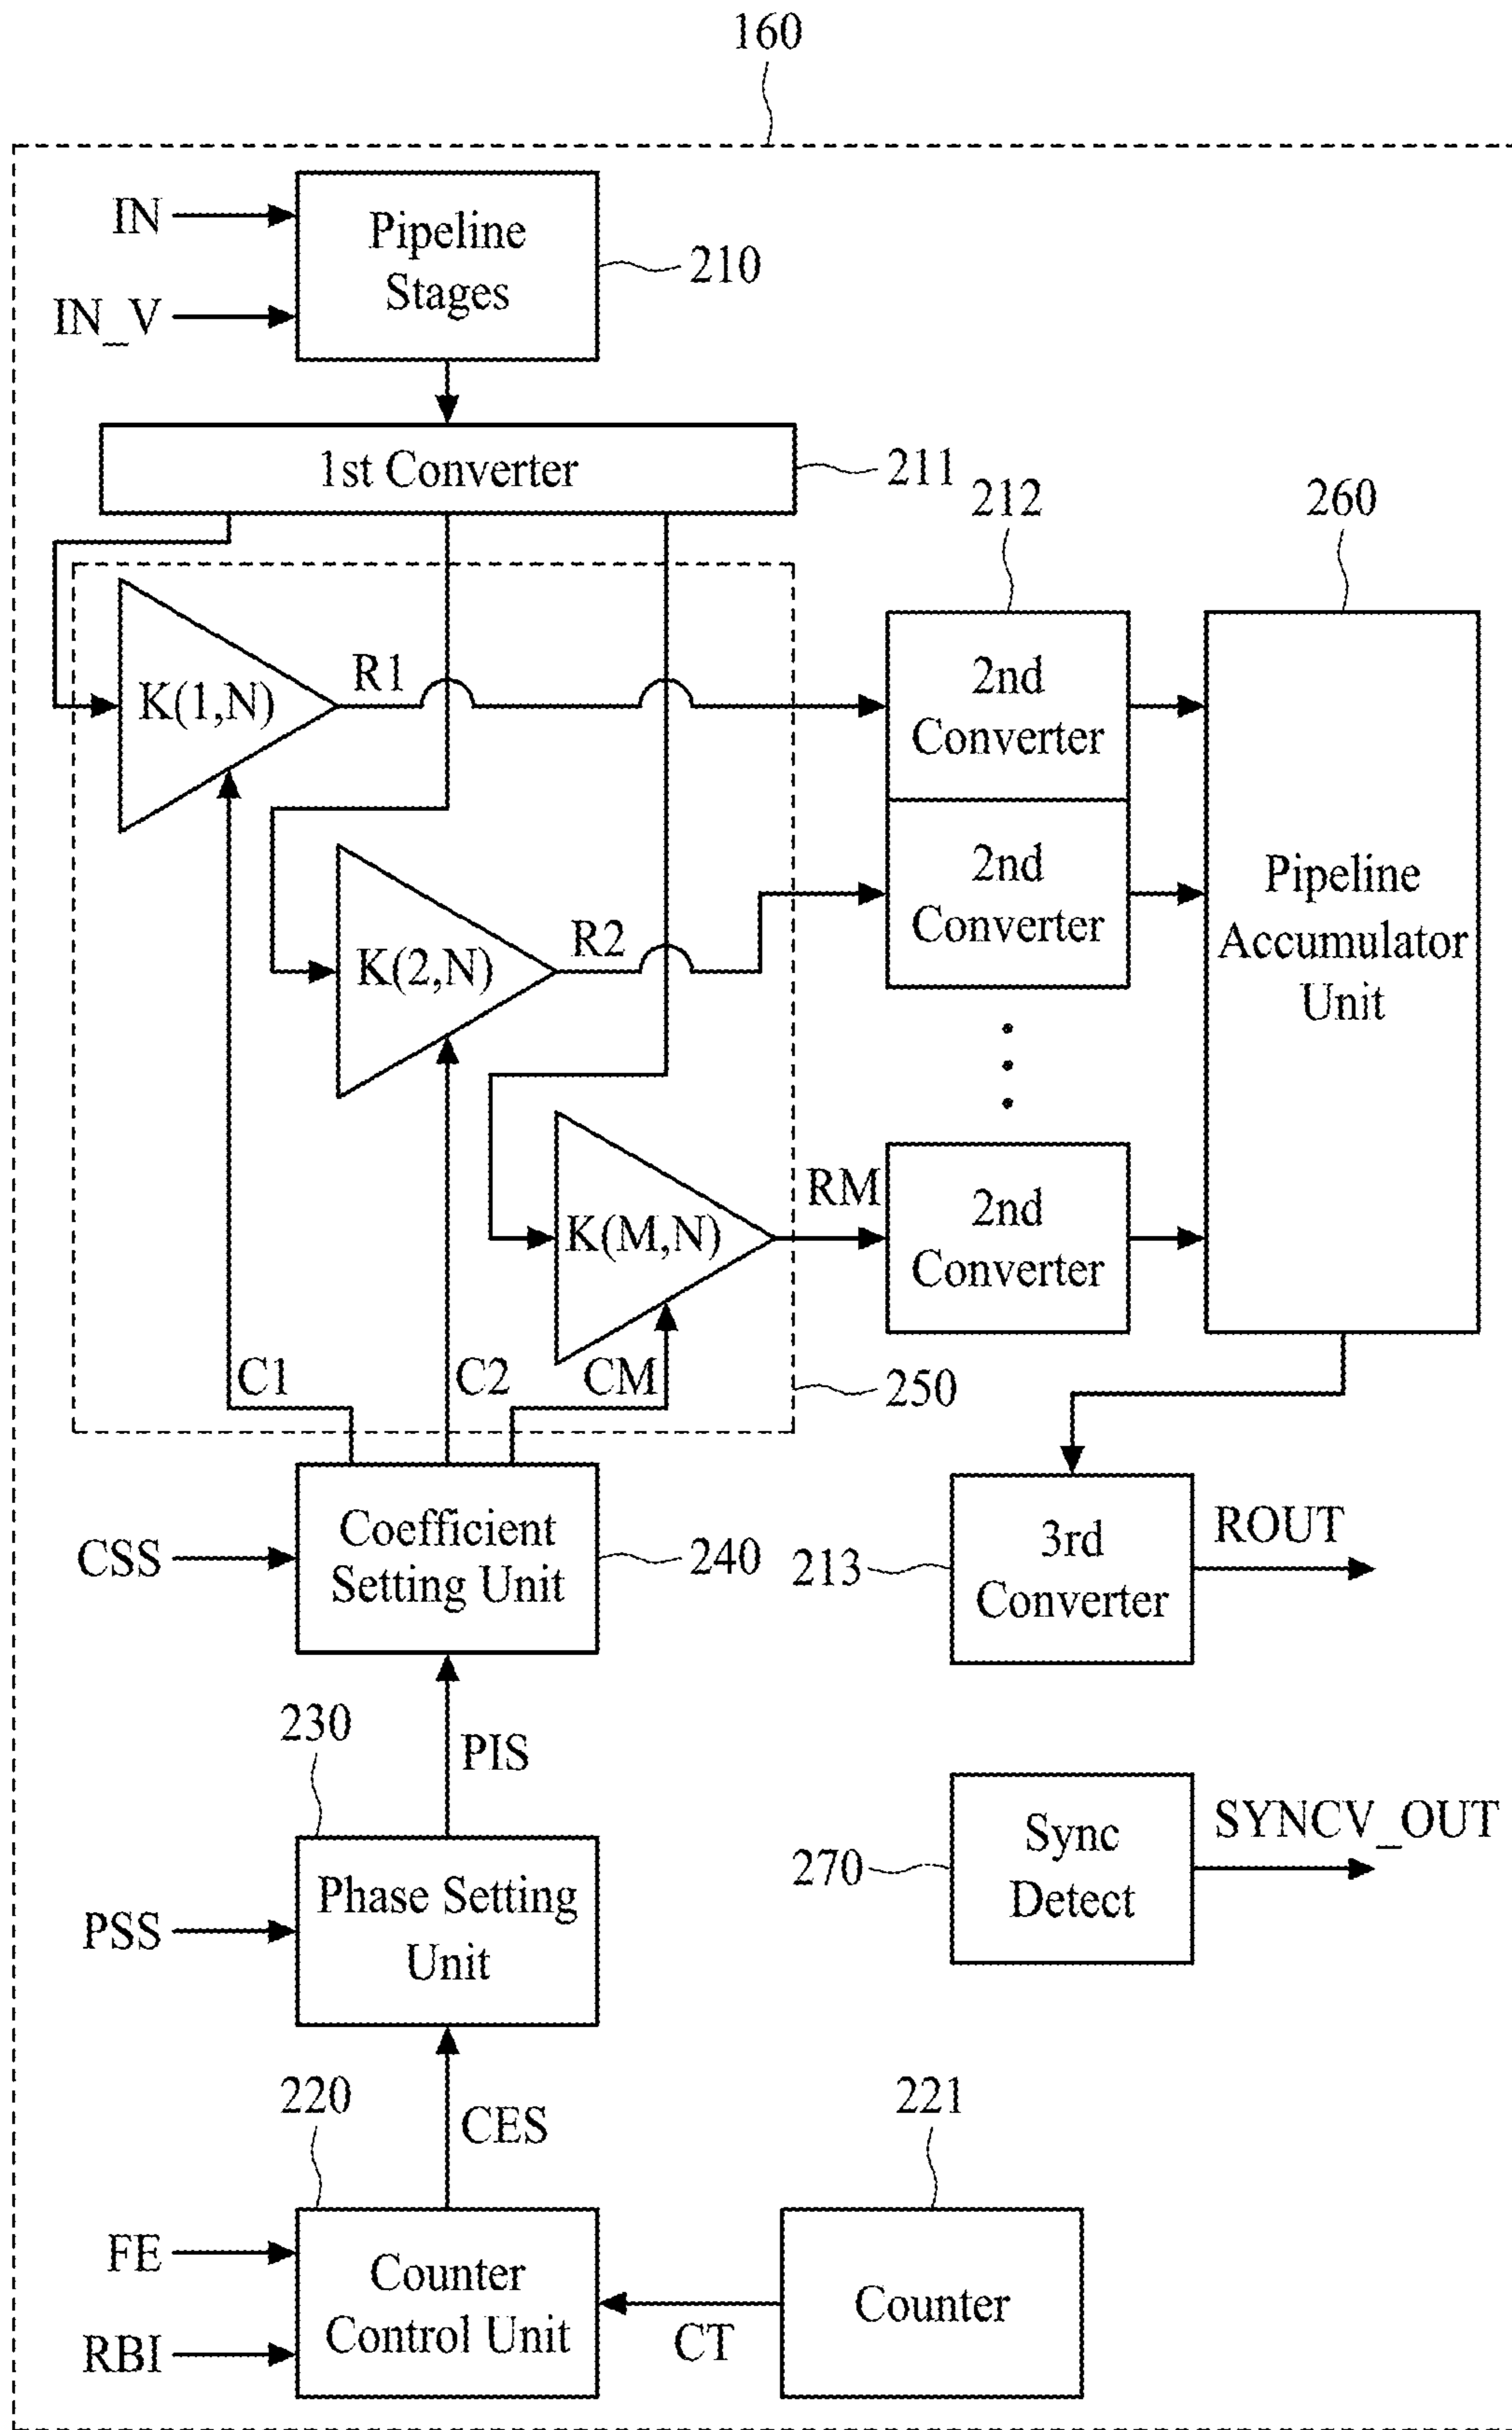 160
IN
Pipeline
Stages
210
IN_V
1st Converter
211
212
260
K(1,N)
R1
2nd
Converter
K(2,N)
R2
2nd
Converter
Pipeline
Accumulator
Unit
K(M,N)
RM
2nd
Converter
C1
C2
CM
250
CSS
Coefficient
Setting Unit
240
213
3rd
Converter
ROUT
230
PIS
PSS
Phase Setting
Unit
270
Sync
Detect
SYNCV_OUT
220
CES
221
FE
RBI
Counter
Control Unit
CT
Counter